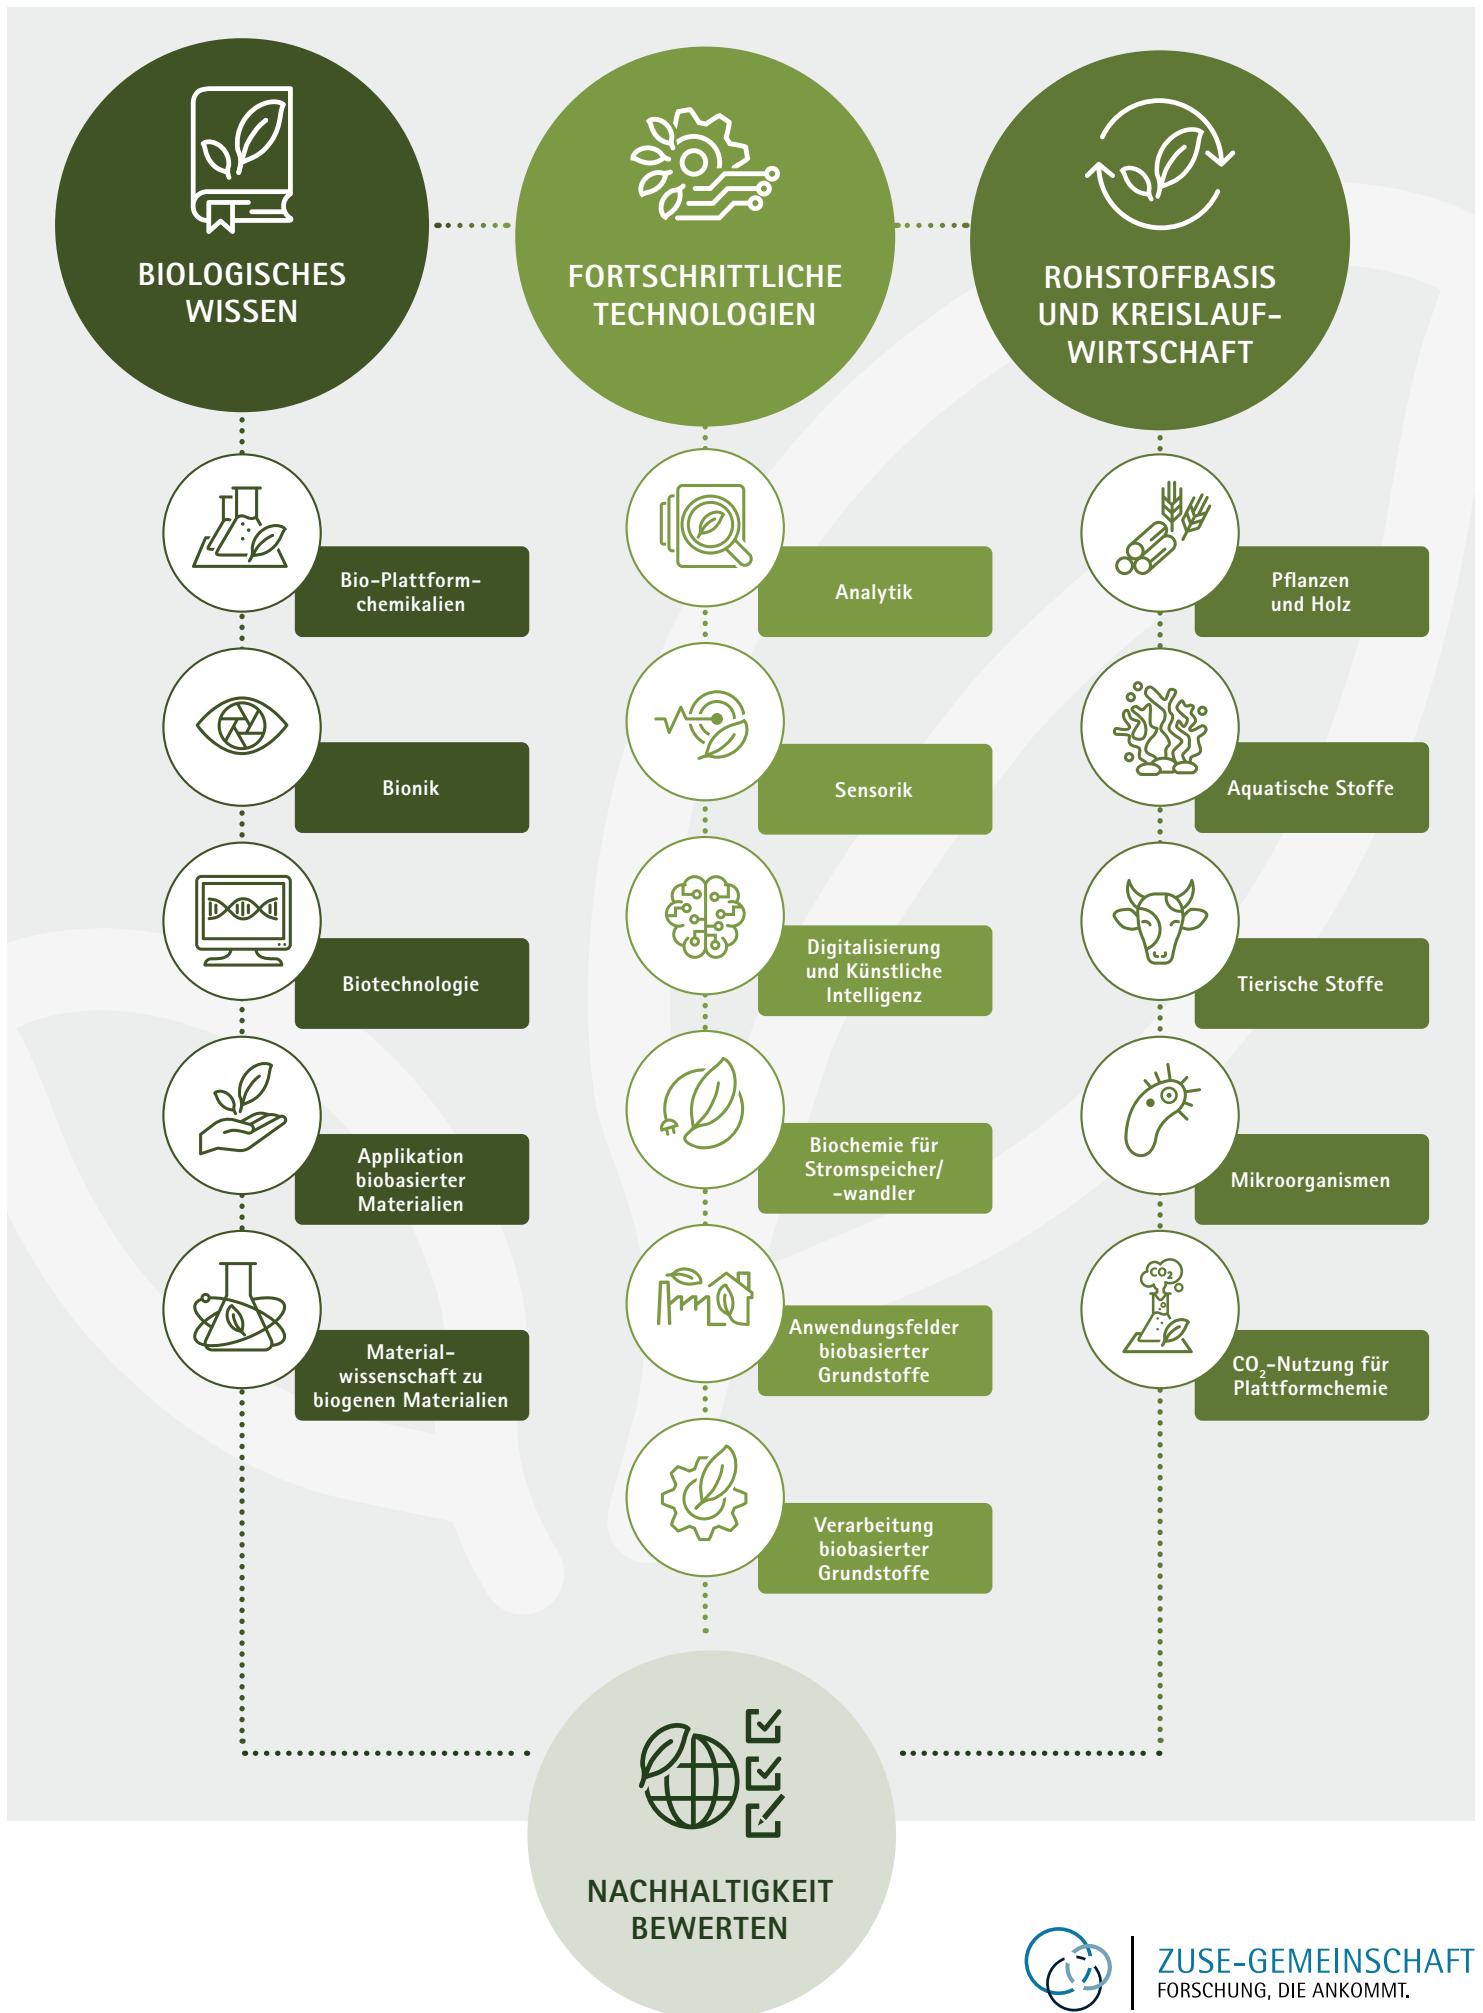 BIOLOGISCHES
WISSEN
FORTSCHRITTLICHE
TECHNOLOGIEN
ROHSTOFFBASIS
UND KREISLAUF-
WIRTSCHAFT
Bio-Plattform-
chemikalien
Bionik
Biotechnologie
Applikation
biobasierter
Materialien
Material-
wissenschaft zu
biogenen Materialien
Analytik
Sensorik
Digitalisierung
und Künstliche
Intelligenz
Biochemie für
Stromspeicher/
-wandler
Anwendungsfelder
biobasierter
Grundstoffe
Verarbeitung
biobasierter
Grundstoffe
Pflanzen
und Holz
Aquatische Stoffe
Tierische Stoffe
Mikroorganismen
CO₂
CO₂-Nutzung für
Plattformchemie
NACHHALTIGKEIT
BEWERTEN
ZUSE-GEMEINSCHAFT
FORSCHUNG, DIE ANKOMMT.